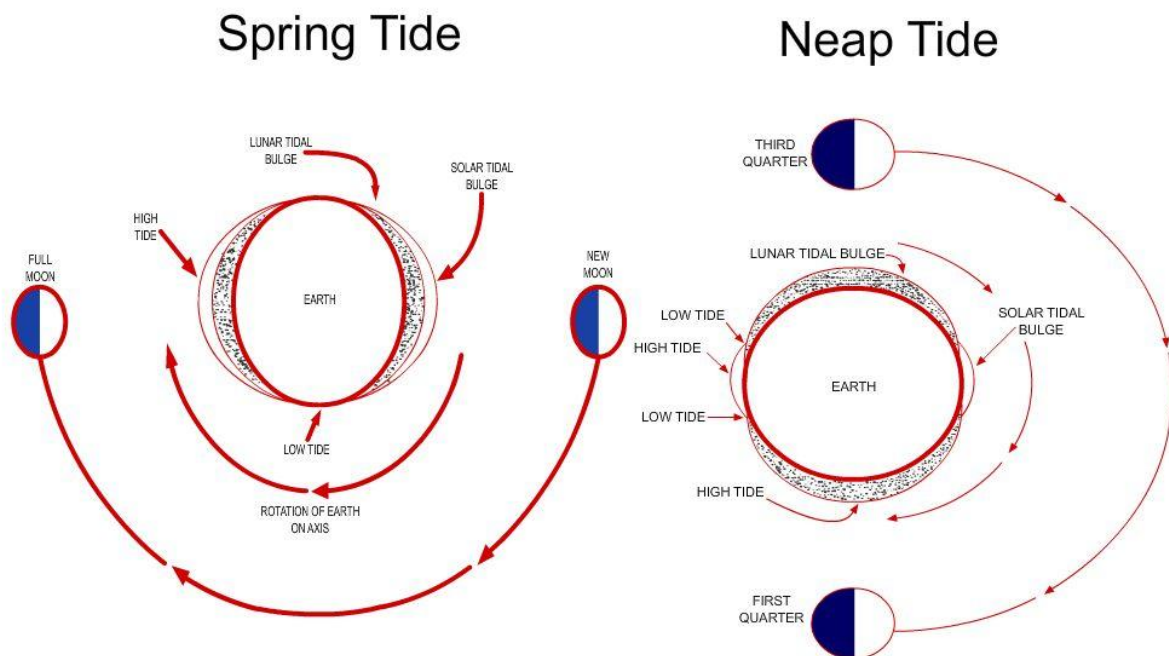 Spring Tide
LUNAR TIDAL
BULGE
SOLAR TIDAL
BULGE
HIGH
TIDE
FULL
MOON
NEW
MOON
EARTH
LOW TIDE
ROTATION OF EARTH
ON AXIS
Neap Tide
THIRD
QUARTER
LUNAR TIDAL BULGE
SOLAR TIDAL
BULGE
LOW TIDE
HIGH TIDE
EARTH
LOW TIDE
HIGH TIDE
FIRST
QUARTER